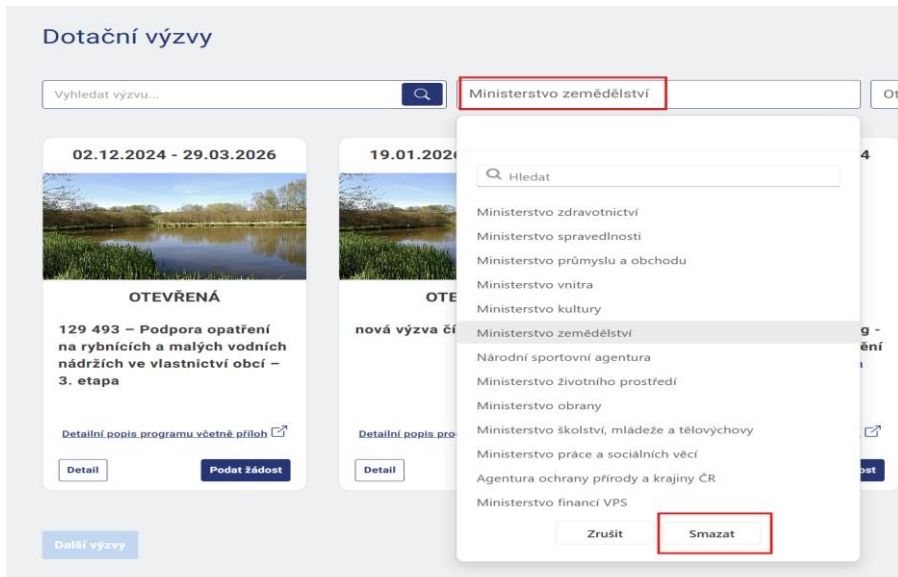 Dotační výzvy
Vyhledat výzvu...
Ministerstvo zemědělství
Ot
02.12.2024 - 29.03.2026
OTEVŘENÁ
129 493 – Podpora opatření
na rybnících a malých vodních
nádržích ve vlastnictví obcí –
3. etapa
Detailní popis programu včetně příloh
Detail
Podat žádost
19.01.202
OTE
nová výzva čí
Detailní popis pro
Detail
Hledat
Ministerstvo zdravotnictví
Ministerstvo spravedlnosti
Ministerstvo průmyslu a obchodu
Ministerstvo vnitra
Ministerstvo kultury
Ministerstvo zemědělství
Národní sportovní agentura
Ministerstvo životního prostředí
Ministerstvo obrany
Ministerstvo školství, mládeže a tělovýchovy
Ministerstvo práce a sociálních věcí
Agentura ochrany přírody a krajiny ČR
Ministerstvo financí VPS
Zrušit
Smazat
4
g -
ění
ost
Další výzvy